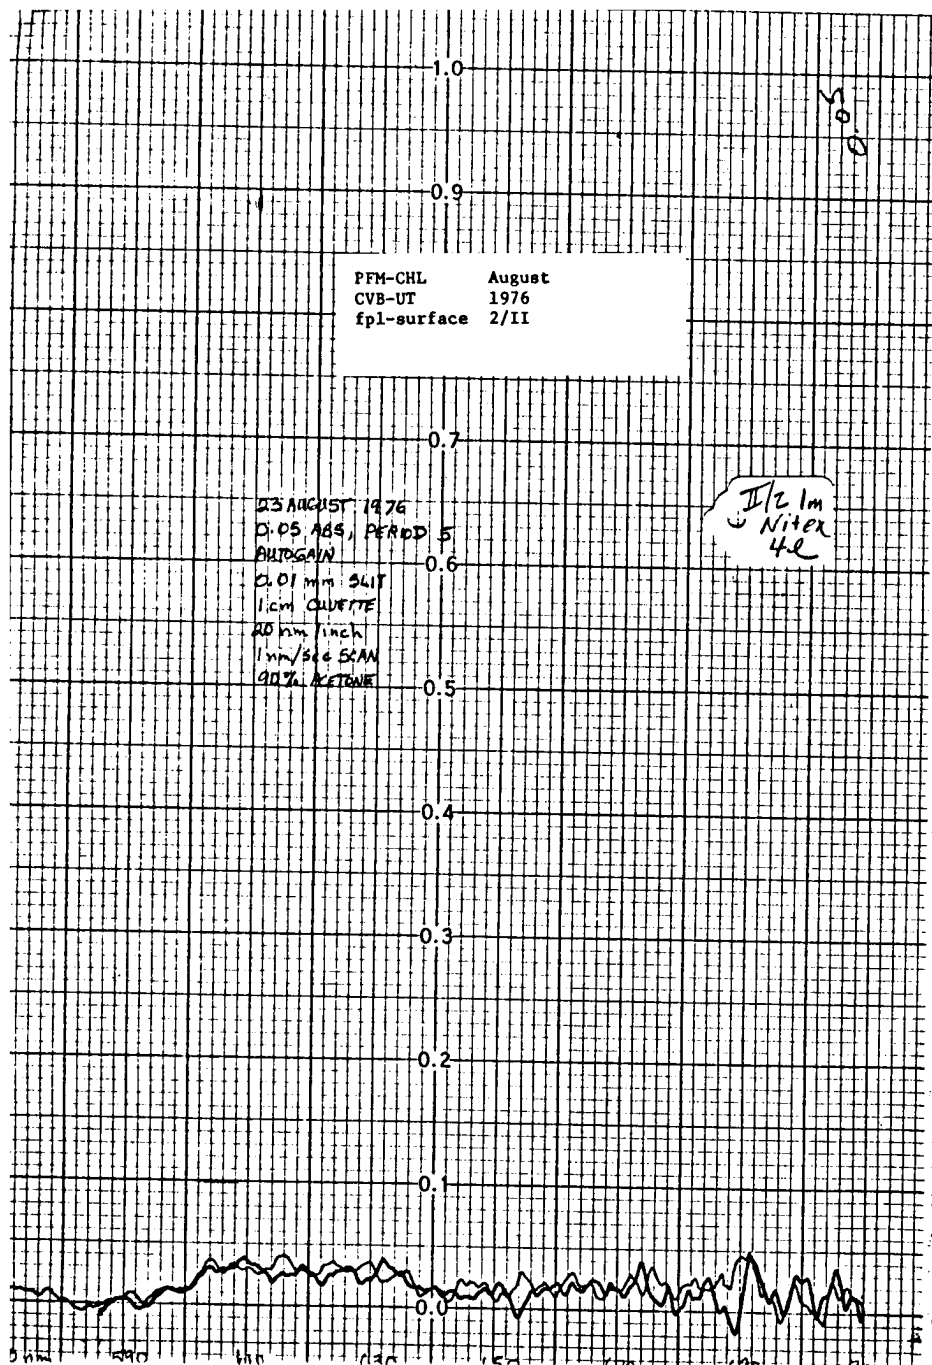 1.0
0.05
0.9
PFM-CHL August
CVB-UT 1976
fpl-surface 2/II
0.7
23 AUGUST 1976
0.05 ABS, PERIOD 5
AUTOGAIN
0.01 mm SLIT
1 cm CUVETTE
20 nm/inch
1 nm/sec SCAN
90% ACETONE
II/2 1m
Nitex
4l
0.6
0.5
0.4
0.3
0.2
0.1
0.0
nm 590